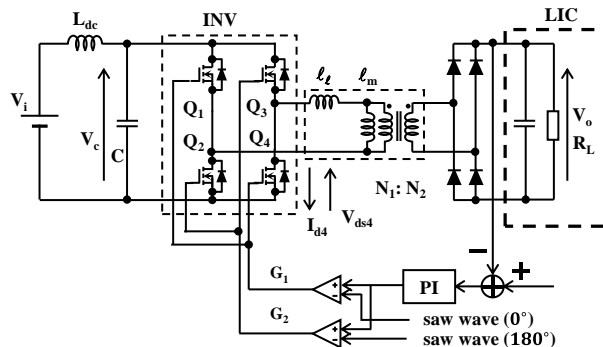 INV
LIC
L_dc
ℓ_ℓ
ℓ_m
V_i
V_c
C
Q_1
Q_2
Q_3
Q_4
V_o
R_L
N_1: N_2
I_d4
V_ds4
G_1
G_2
+
−
+
−
PI
−
+
saw wave (0°)
saw wave (180°)